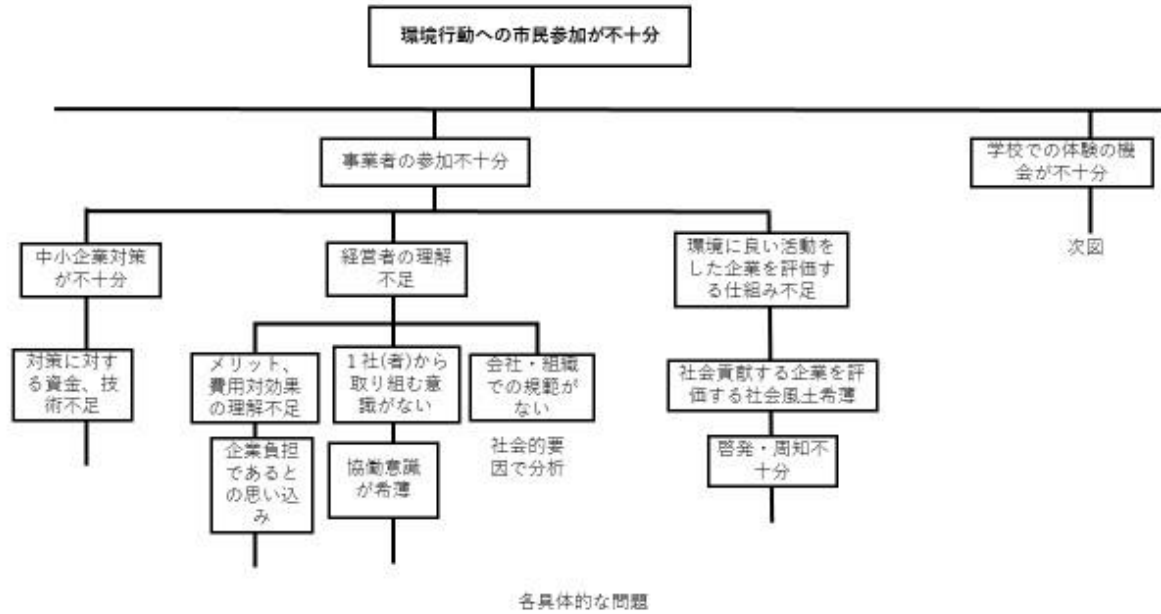 環境行動への市民参加が不十分
事業者の参加不十分
学校での体験の機
会が不十分
中小企業対策
が不十分
経営者の理解
不足
環境に良い活動を
した企業を評価す
る仕組み不足
次図
対策に対す
る資金、技
術不足
メリット、
費用対効果
の理解不足
1社(者)から
取り組む意
識がない
会社・組織
での規範が
ない
社会貢献する企業を評
価する社会風土希薄
企業負担
であると
の思い込
み
協働意識
が希薄
社会的要
因で分析
啓発・周知不
十分
各具体的な問題